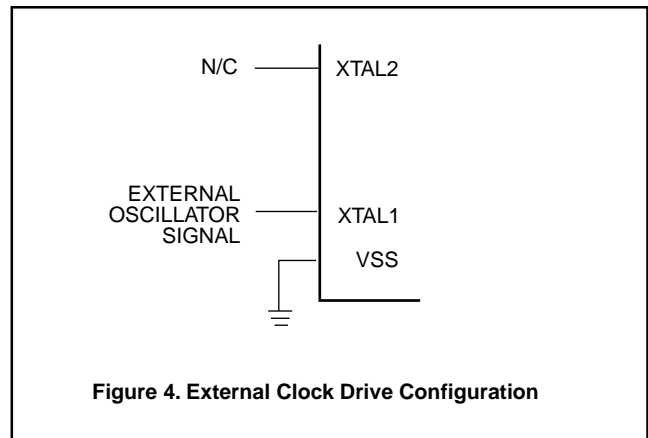 N/C
XTAL2
EXTERNAL
OSCILLATOR
SIGNAL
XTAL1
VSS
Figure 4. External Clock Drive Configuration